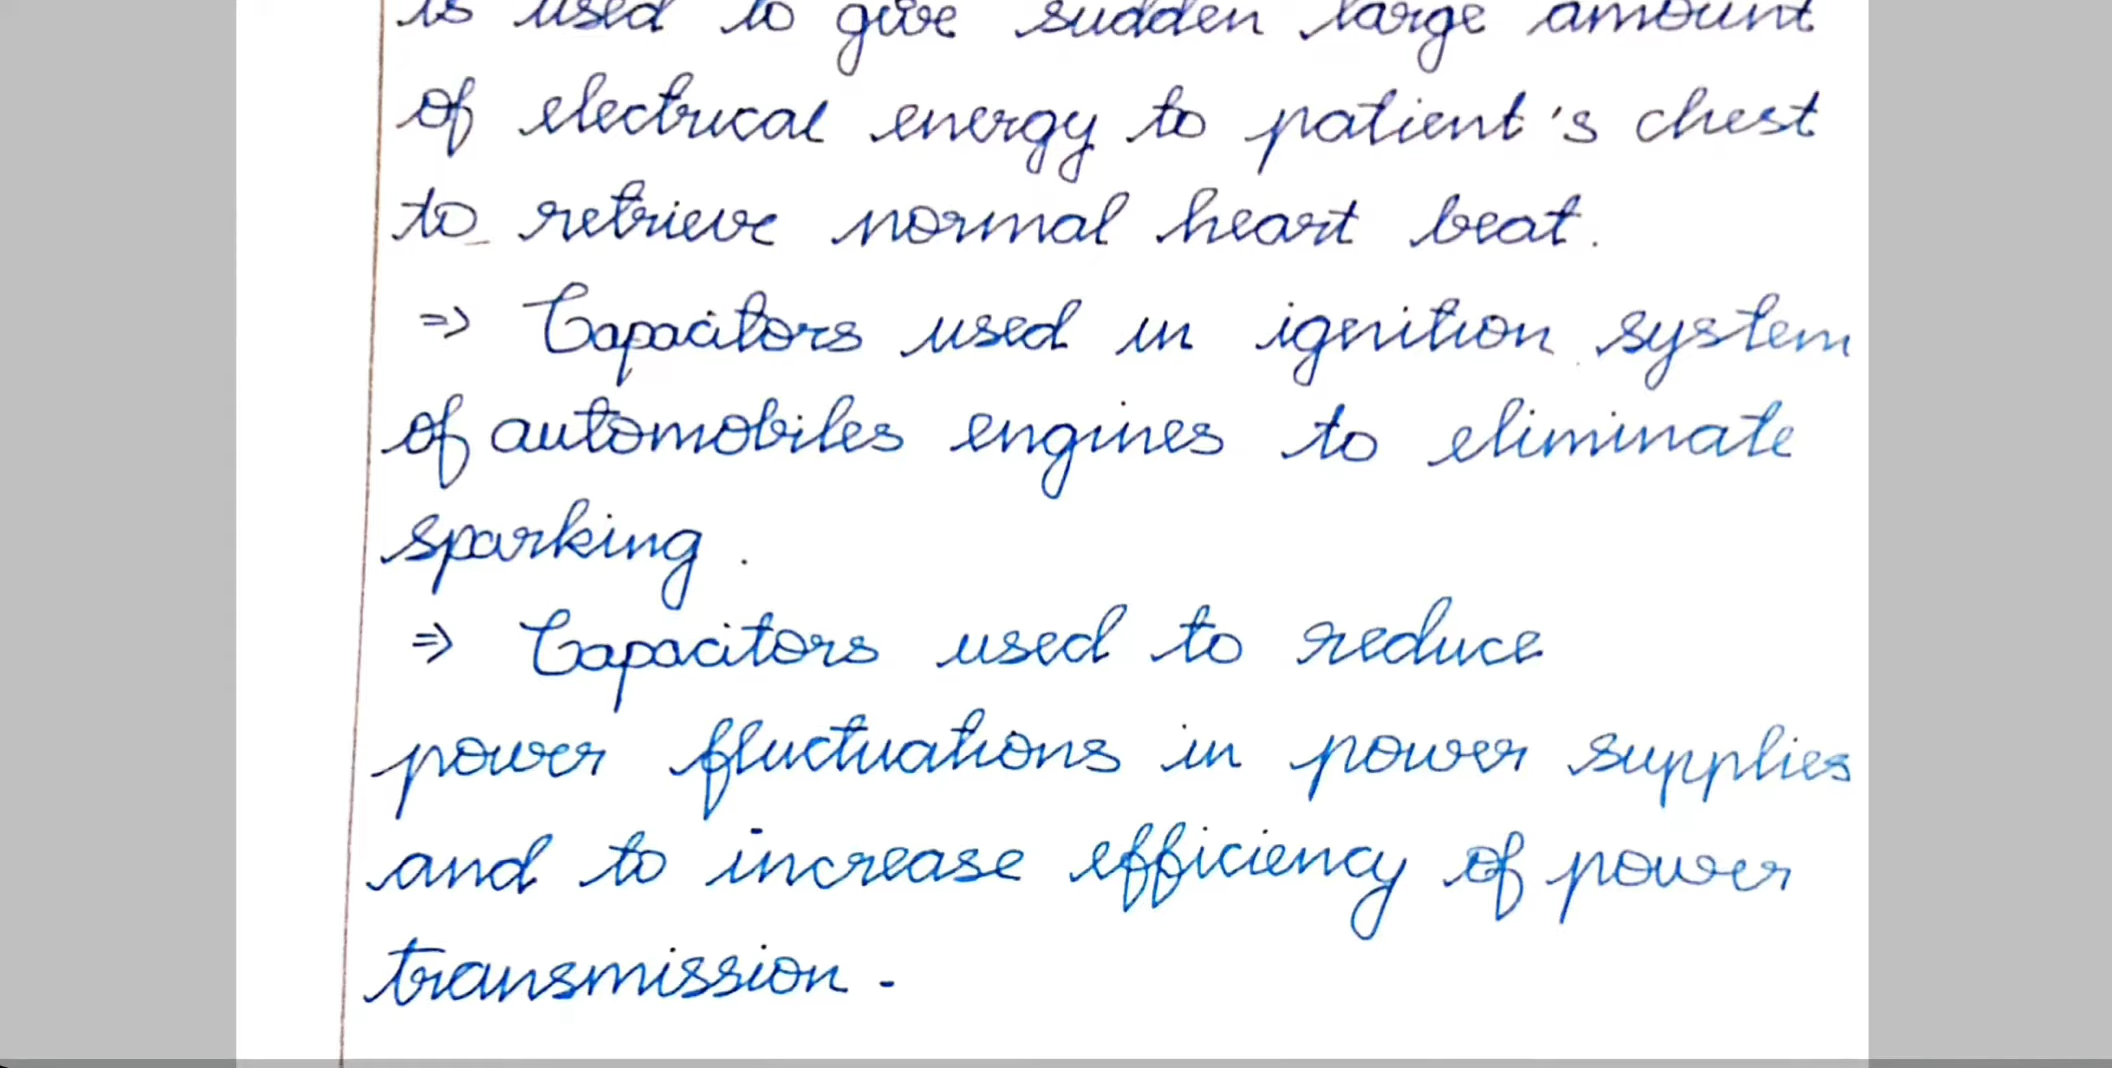 is used to give sudden large amount
of electrical energy to patient's chest
to retrieve normal heart beat.
⇒ Capacitors used in ignition system
of automobiles engines to eliminate
sparking.
⇒ Capacitors used to reduce
power fluctuations in power supplies
and to increase efficiency of power
transmission.